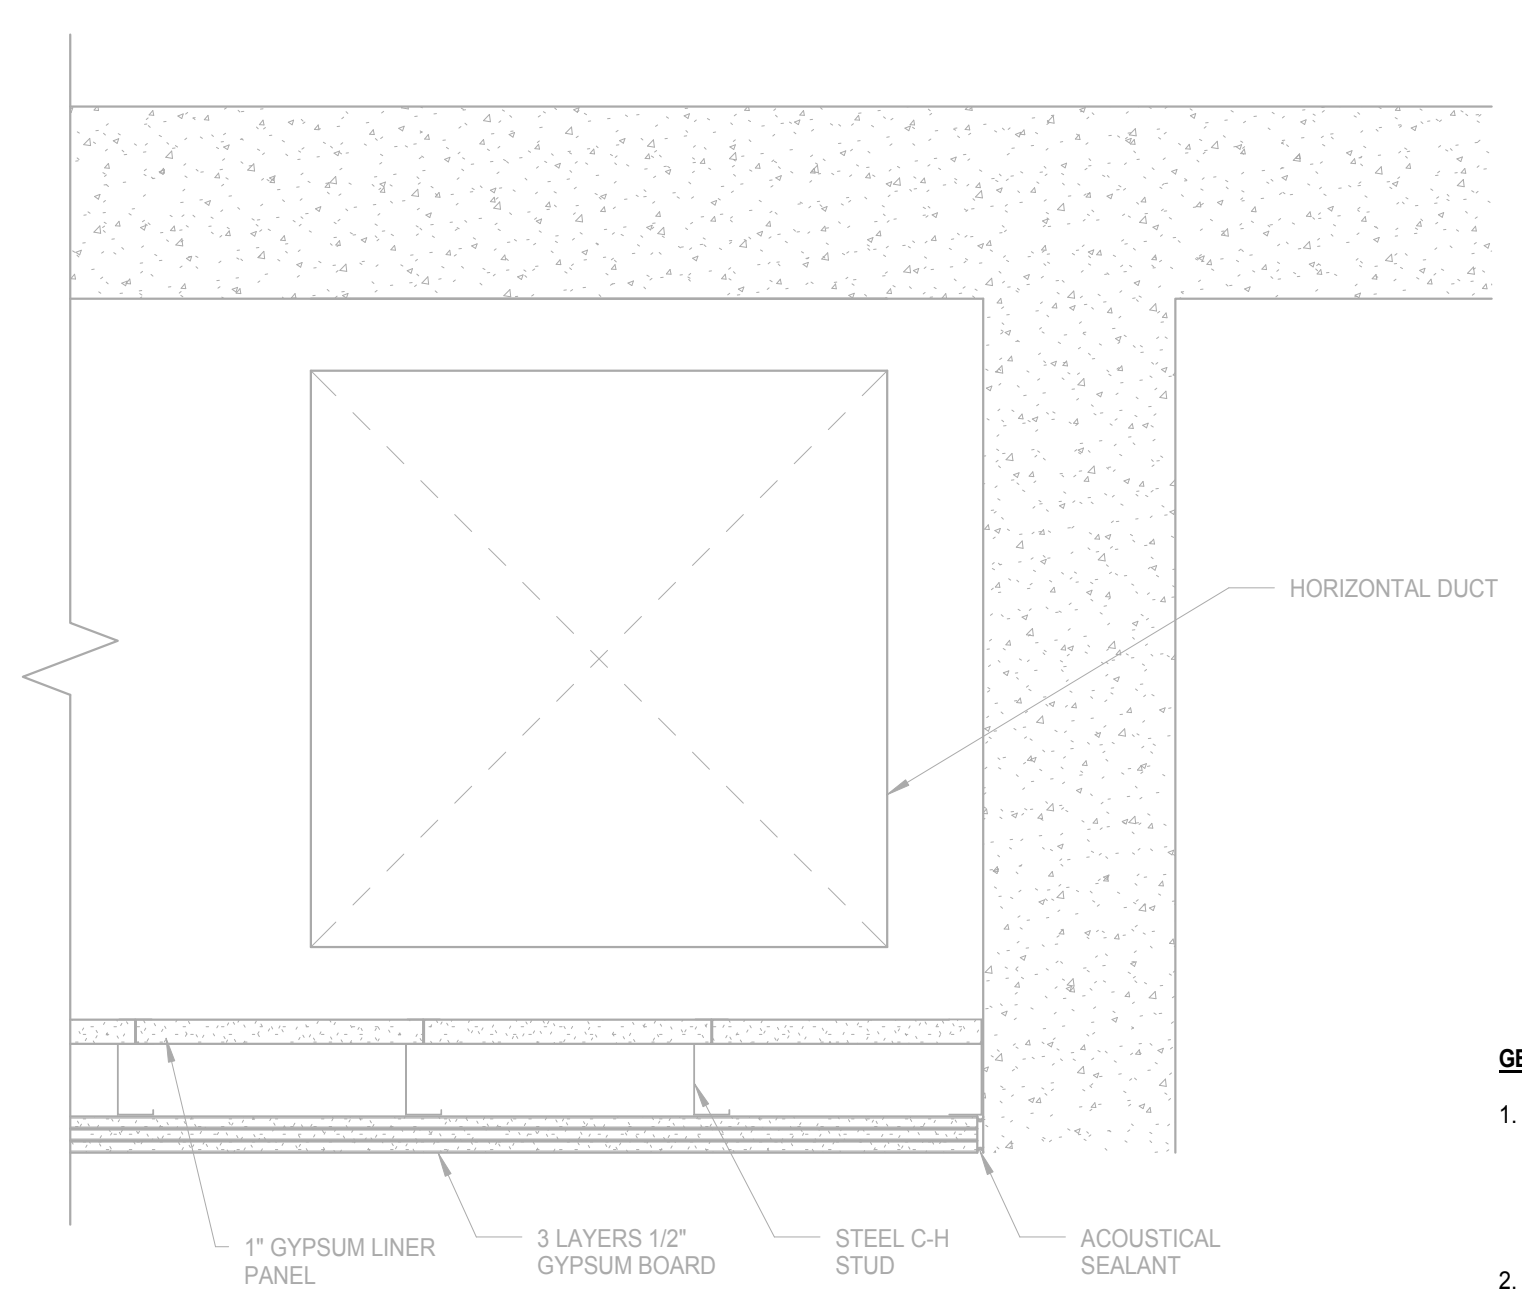 HORIZONTAL DUCT
GE
1.
1" GYPSUM LINER
PANEL
3 LAYERS 1/2"
GYPSUM BOARD
STEEL C-H
STUD
ACOUSTICAL
SEALANT
2.